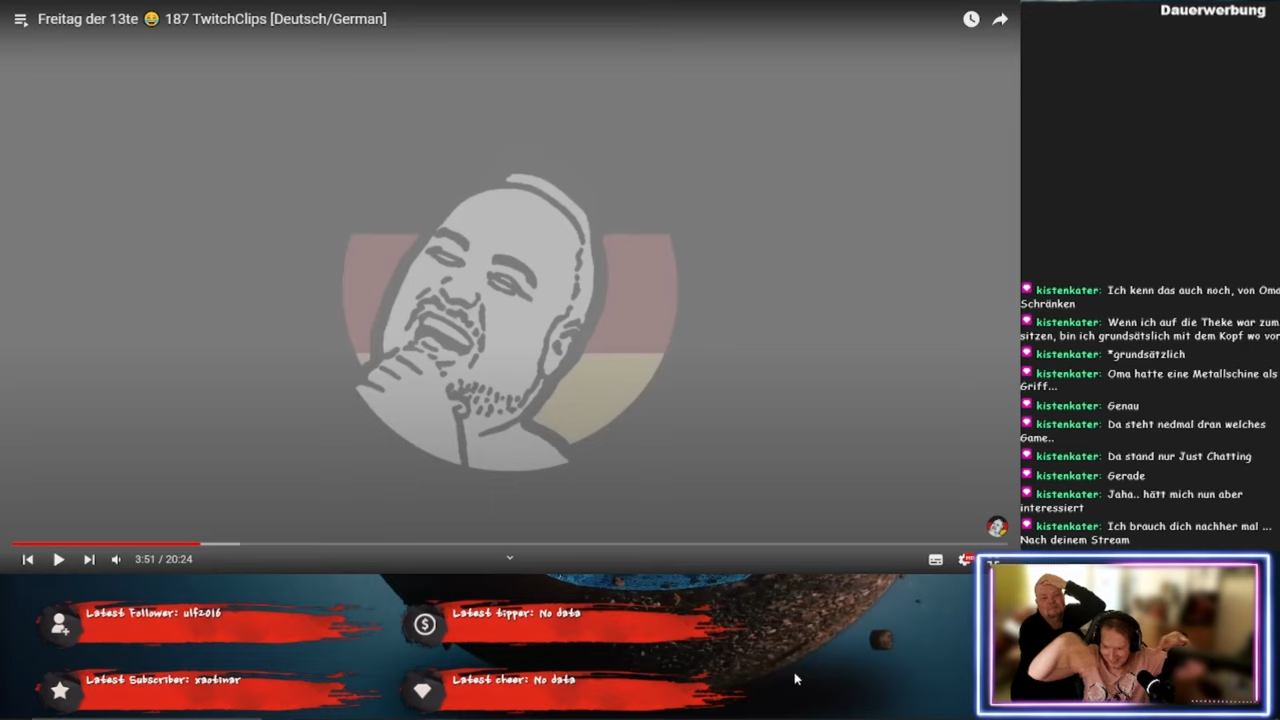 Freitag der 13te 😂 187 TwitchClips [Deutsch/German]
Dauerwerbung
kistenkater: Ich kenn das auch noch, von Oma
Schränken
kistenkater: Wenn ich auf die Theke war zum
sitzen, bin ich grundsätslich mit dem Kopf wo vor
kistenkater: *grundsätzlich
kistenkater: Oma hatte eine Metallschine als
Griff...
kistenkater: Genau
kistenkater: Da steht nedmal dran welches
Game..
kistenkater: Da stand nur Just Chatting
kistenkater: Gerade
kistenkater: Jaha.. hätt mich nun aber
interessiert
kistenkater: Ich brauch dich nachher mal ...
Nach deinem Stream
3:51 / 20:24
Latest Follower: ulf2016
Latest tipper: No data
Latest Subscriber: xaotinar
Latest cheer: No data